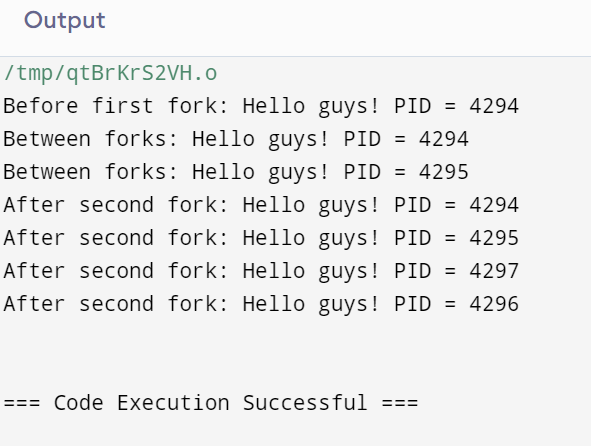 Output
/tmp/qtBrKrS2VH.o
Before first fork: Hello guys! PID = 4294
Between forks: Hello guys! PID = 4294
Between forks: Hello guys! PID = 4295
After second fork: Hello guys! PID = 4294
After second fork: Hello guys! PID = 4295
After second fork: Hello guys! PID = 4297
After second fork: Hello guys! PID = 4296
=== Code Execution Successful ===